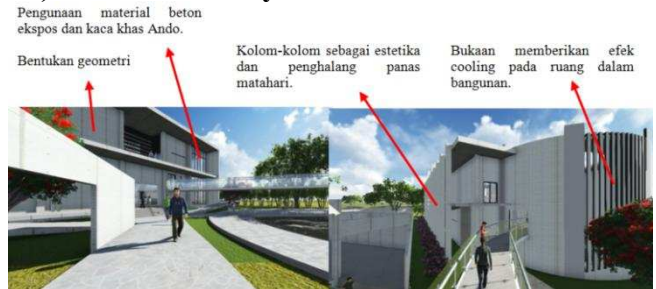 Pengunaan material beton
ekspos dan kaca khas Ando.
Bentukan geometri
Kolom-kolom sebagai estetika
dan penghalang panas
matahari.
Bukaan memberikan efek
cooling pada ruang dalam
bangunan.